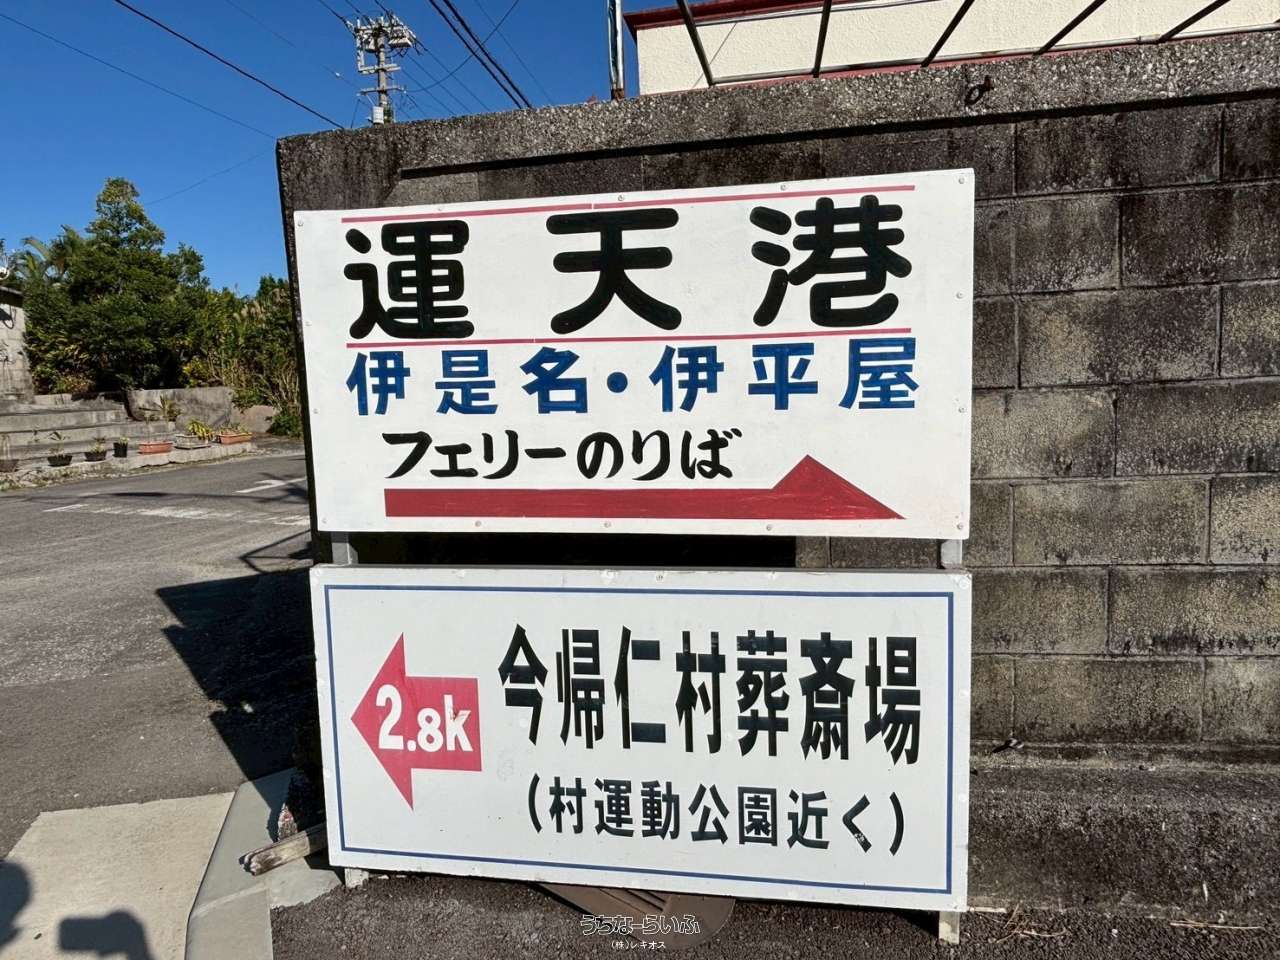 運天港
伊是名・伊平屋
フェリーのりば
2.8k
今帰仁村葬斎場
(村運動公園近く)
うちなーらいふ
(株)レキオス